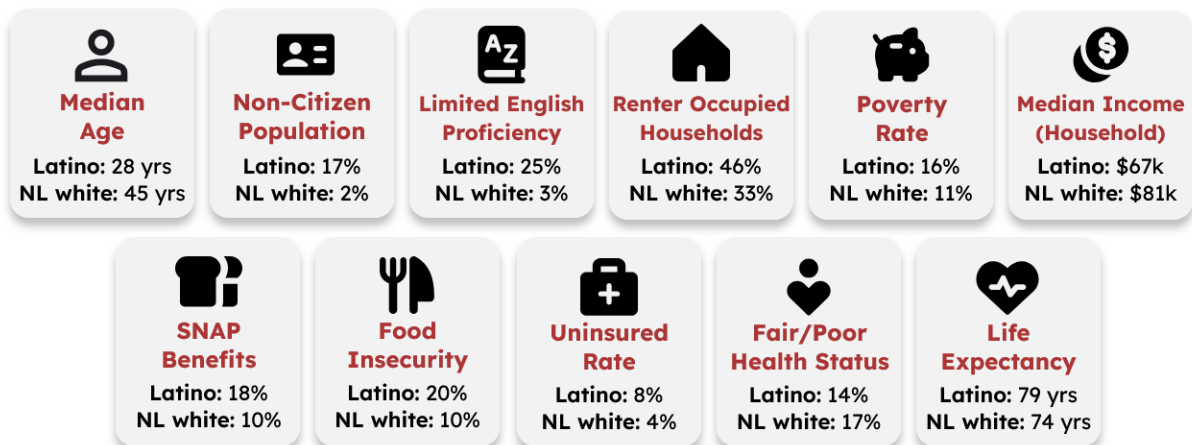 A Z
$
Median
Age
Latino: 28 yrs
NL white: 45 yrs
Non-Citizen
Population
Latino: 17%
NL white: 2%
Limited English
Proficiency
Latino: 25%
NL white: 3%
Renter Occupied
Households
Latino: 46%
NL white: 33%
Poverty
Rate
Latino: 16%
NL white: 11%
Median Income
(Household)
Latino: $67k
NL white: $81k
SNAP
Benefits
Latino: 18%
NL white: 10%
Food
Insecurity
Latino: 20%
NL white: 10%
Uninsured
Rate
Latino: 8%
NL white: 4%
Fair/Poor
Health Status
Latino: 14%
NL white: 17%
Life
Expectancy
Latino: 79 yrs
NL white: 74 yrs